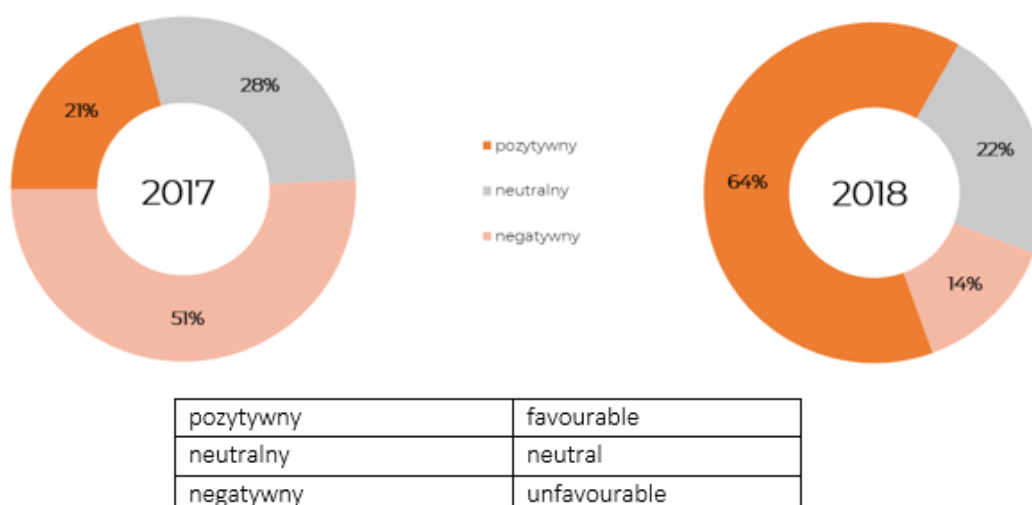 21%
28%
51%
2017
pozytywny
neutralny
negatywny
64%
22%
14%
2018
pozytywny favourable
neutralny neutral
negatywny unfavourable